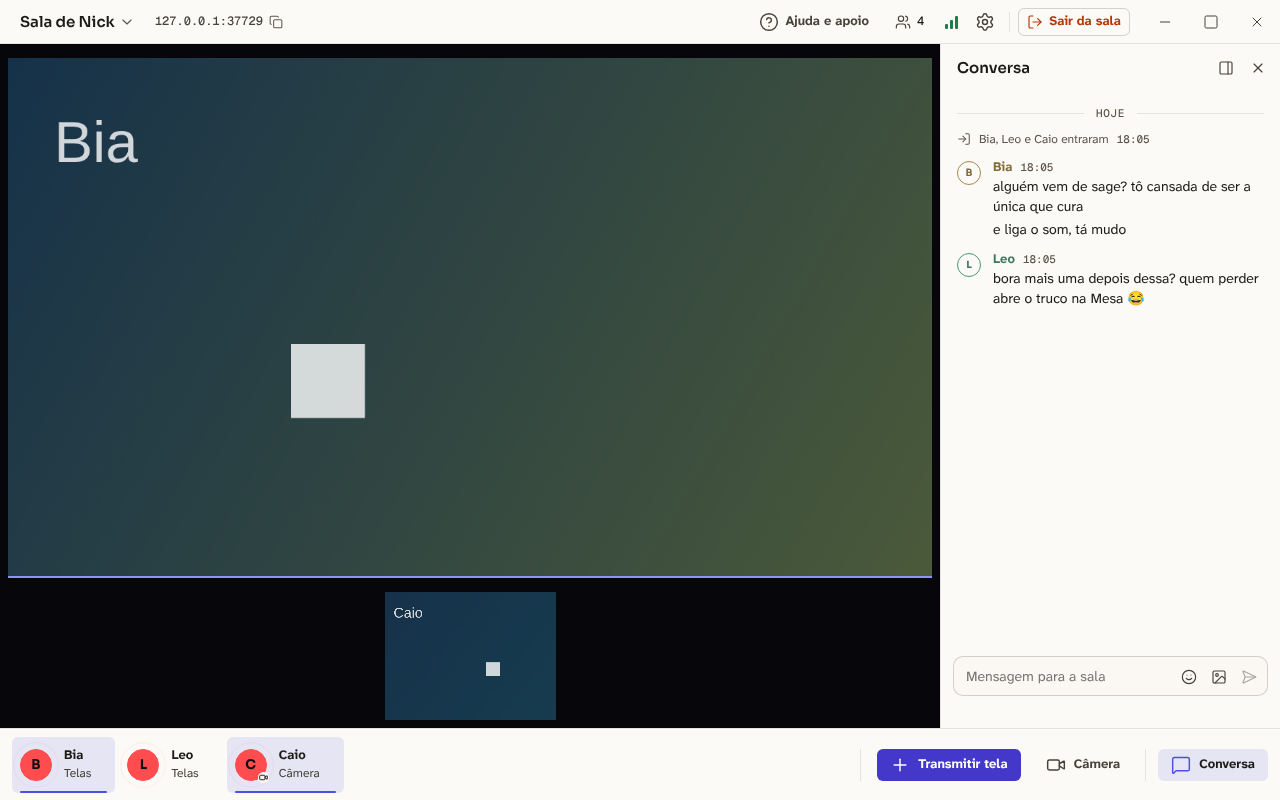 Sala de Nick
127.0.0.1:37729
Ajuda e apoio
4
Sair da sala
Bia
Caio
Conversa
HOJE
Bia, Leo e Caio entraram 18:05
B
Bia 18:05
alguém vem de sage? tô cansada de ser a
única que cura
e liga o som, tá mudo
L
Leo 18:05
bora mais uma depois dessa? quem perder
abre o truco na Mesa 😂
Mensagem para a sala
B
Bia
Telas
L
Leo
Telas
C
Caio
Câmera
Transmitir tela
Câmera
Conversa